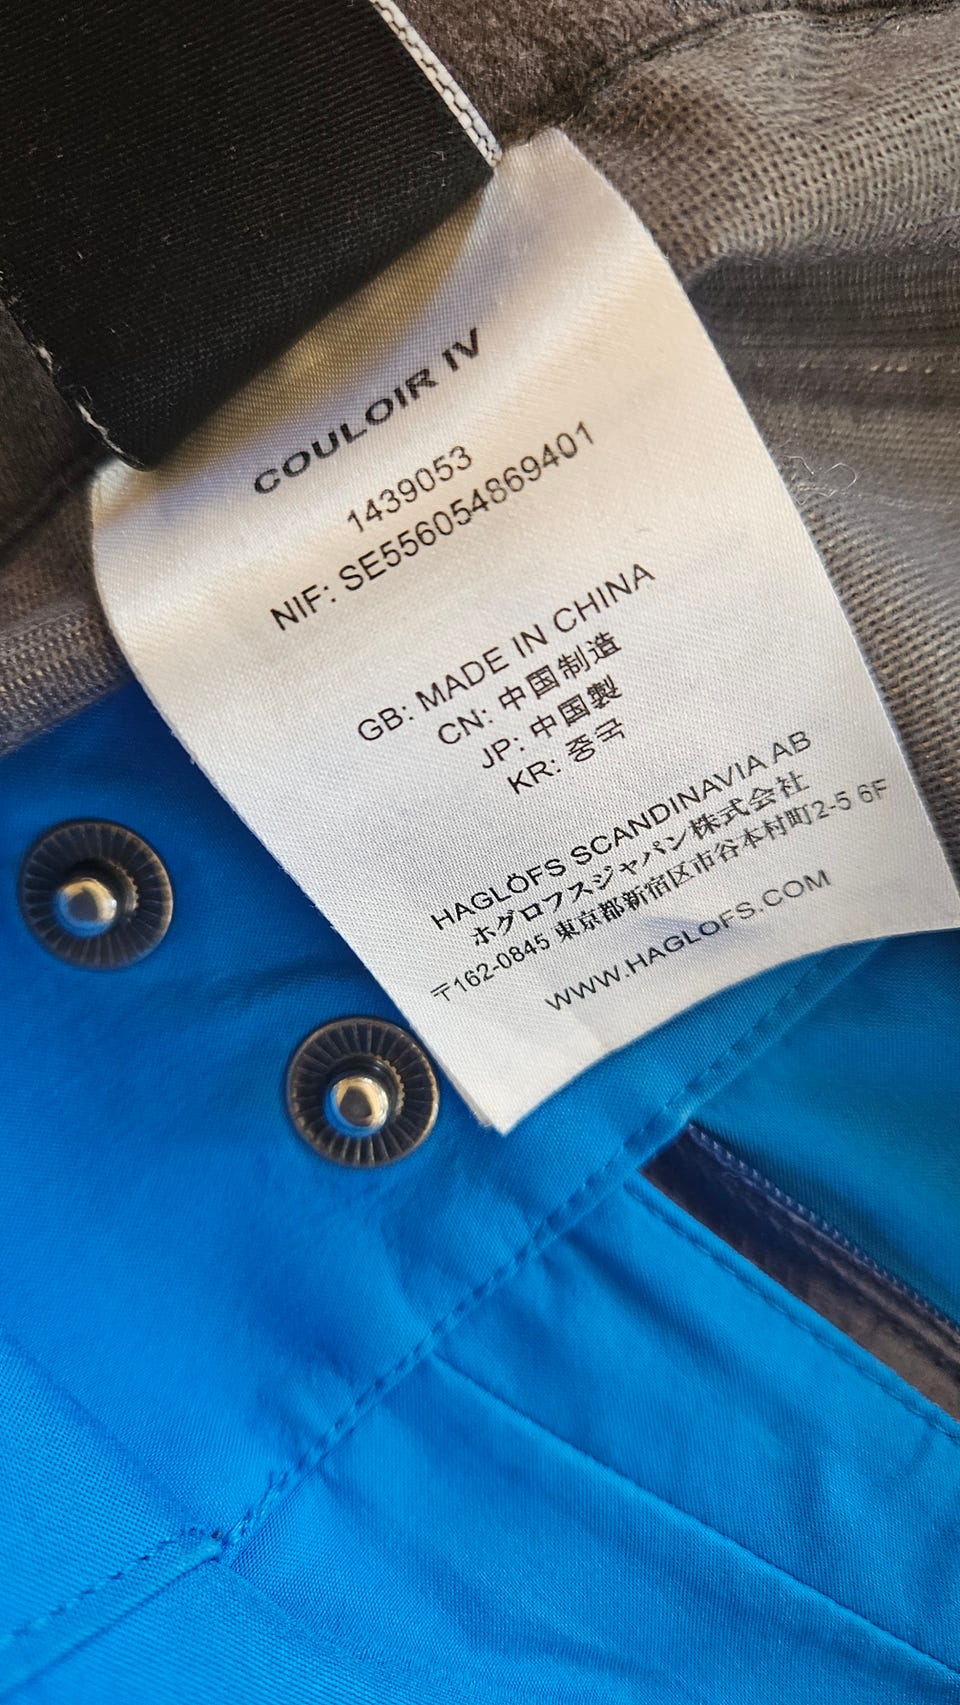 COULOIR IV
1439053
NIF: SE556054869401
GB: MADE IN CHINA
CN: 中国制造
JP: 中国製
KR: 중국
HAGLÖFS SCANDINAVIA AB
ホグロフスジャパン株式会社
〒162-0845 東京都新宿区市谷本村町2-5 6F
WWW.HAGLOFS.COM